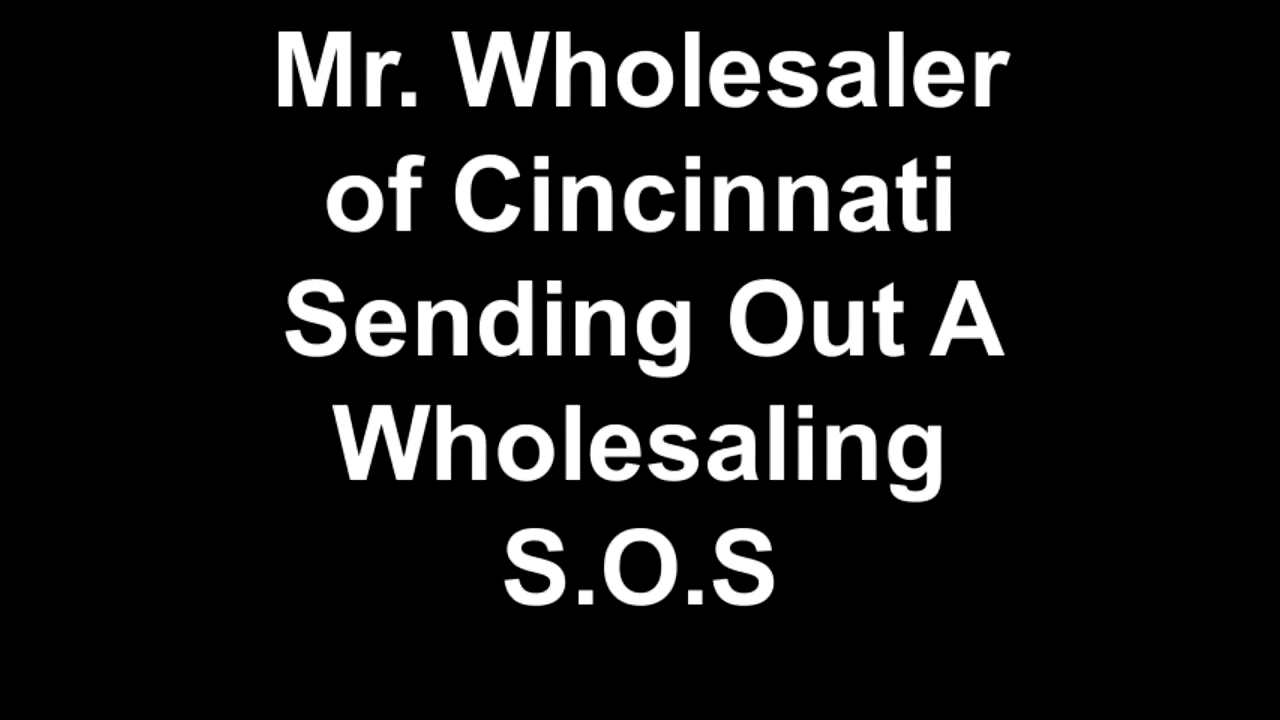 Mr. Wholesaler
of Cincinnati
Sending Out A
Wholesaling
S.O.S